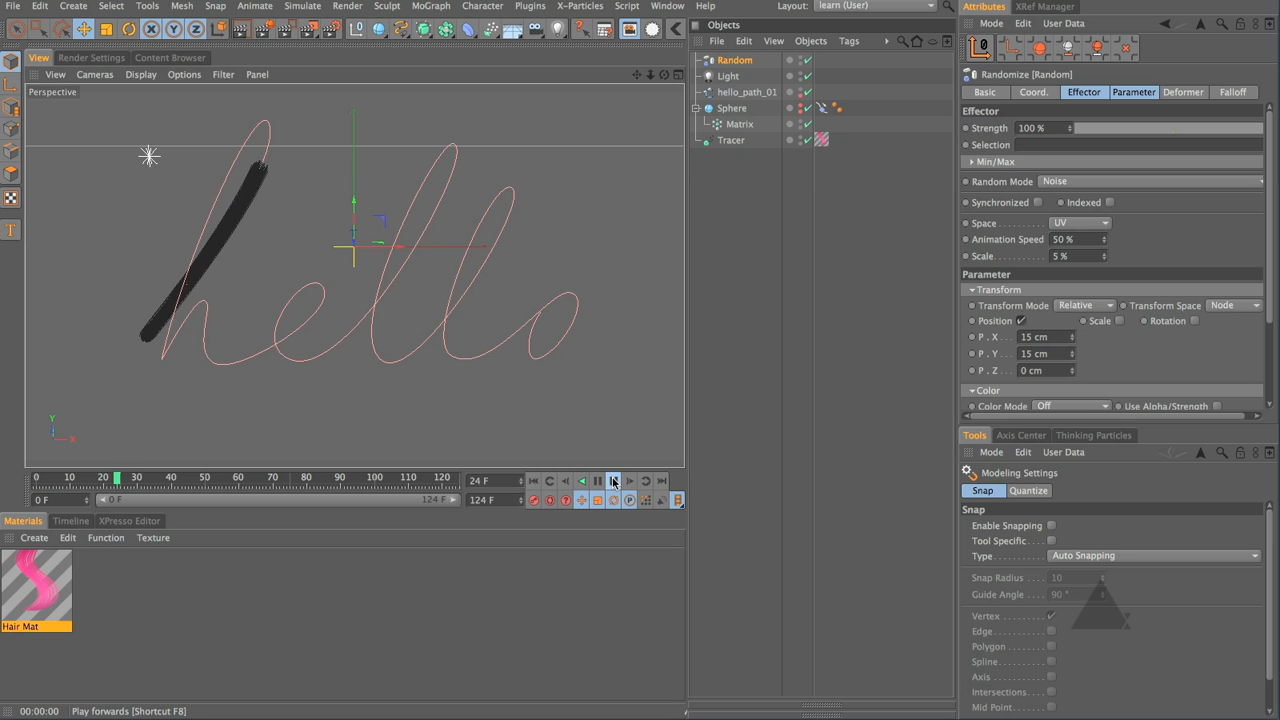 File Edit Create Select Tools Mesh Snap Animate Simulate Render Sculpt MoGraph Character Plugins X-Particles Script Window Help Layout: learn (User)
View Render Settings Content Browser
View Cameras Display Options Filter Panel
Perspective
hello
Y
X
0 10 20 30 40 50 60 70 80 90 100 110 120
24 F
0 F
0 F
124 F
124 F
Materials Timeline XPresso Editor
Create Edit Function Texture
Hair Mat
00:00:00 Play forwards [Shortcut F8]
Objects
File Edit View Objects Tags
Random
Light
hello_path_01
Sphere
Matrix
Tracer
Attributes XRef Manager
Mode Edit User Data
0
Randomize [Random]
Basic Coord. Effector Parameter Deformer Falloff
Effector
Strength 100 %
Selection
Min/Max
Random Mode Noise
Synchronized Indexed
Space UV
Animation Speed 50 %
Scale 5 %
Parameter
Transform
Transform Mode Relative Transform Space Node
Position Scale Rotation
P . X 15 cm
P . Y 15 cm
P . Z 0 cm
Color
Color Mode Off Use Alpha/Strength
Tools Axis Center Thinking Particles
Mode Edit User Data
Modeling Settings
Snap Quantize
Snap
Enable Snapping
Tool Specific
Type Auto Snapping
Snap Radius 10
Guide Angle 90 °
Vertex
Edge
Polygon
Spline
Axis
Intersections
Mid Point